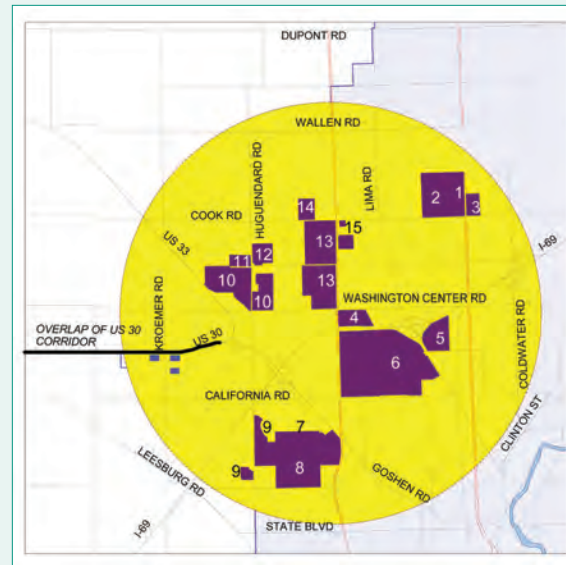 DUPONT RD
WALLEN RD
HUGUENDARD RD
LIMA RD
2
1
3
14
COOK RD
US 33
13
15
12
11
I-69
10
10
13
WASHINGTON CENTER RD
KROEMER RD
4
OVERLAP OF US 30
CORRIDOR
US 30
5
6
COLDWATER RD
CALIFORNIA RD
9
7
CLINTON ST
LEESBURG RD
9
8
GOSHEN RD
I-69
STATE BLVD